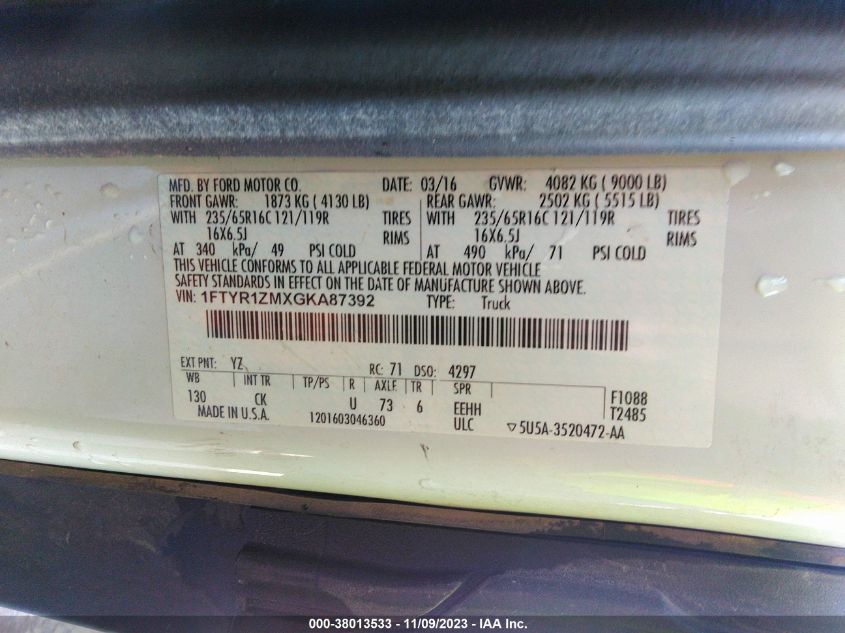 MFD. BY FORD MOTOR CO. DATE: 03/16 GVWR: 4082 KG ( 9000 LB)
FRONT GAWR: 1873 KG ( 4130 LB) REAR GAWR: 2502 KG ( 5515 LB)
WITH 235/65R16C 121/119R TIRES WITH 235/65R16C 121/119R TIRES
16X6.5J RIMS 16X6.5J RIMS
AT 340 kPa/ 49 PSI COLD AT 490 kPa/ 71 PSI COLD
THIS VEHICLE CONFORMS TO ALL APPLICABLE FEDERAL MOTOR VEHICLE
SAFETY STANDARDS IN EFFECT ON THE DATE OF MANUFACTURE SHOWN ABOVE.
VIN: 1FTYR1ZMXGKA87392 TYPE: Truck
EXT PNT: YZ RC: 71 DSO: 4297
WB INT TR TP/PS R AXLE TR SPR F1088
130 CK U 73 6 EEHH T2485
MADE IN U.S.A. 1201603046360 ULC ▽5U5A-3520472-AA
000-38013533 - 11/09/2023 - IAA Inc.